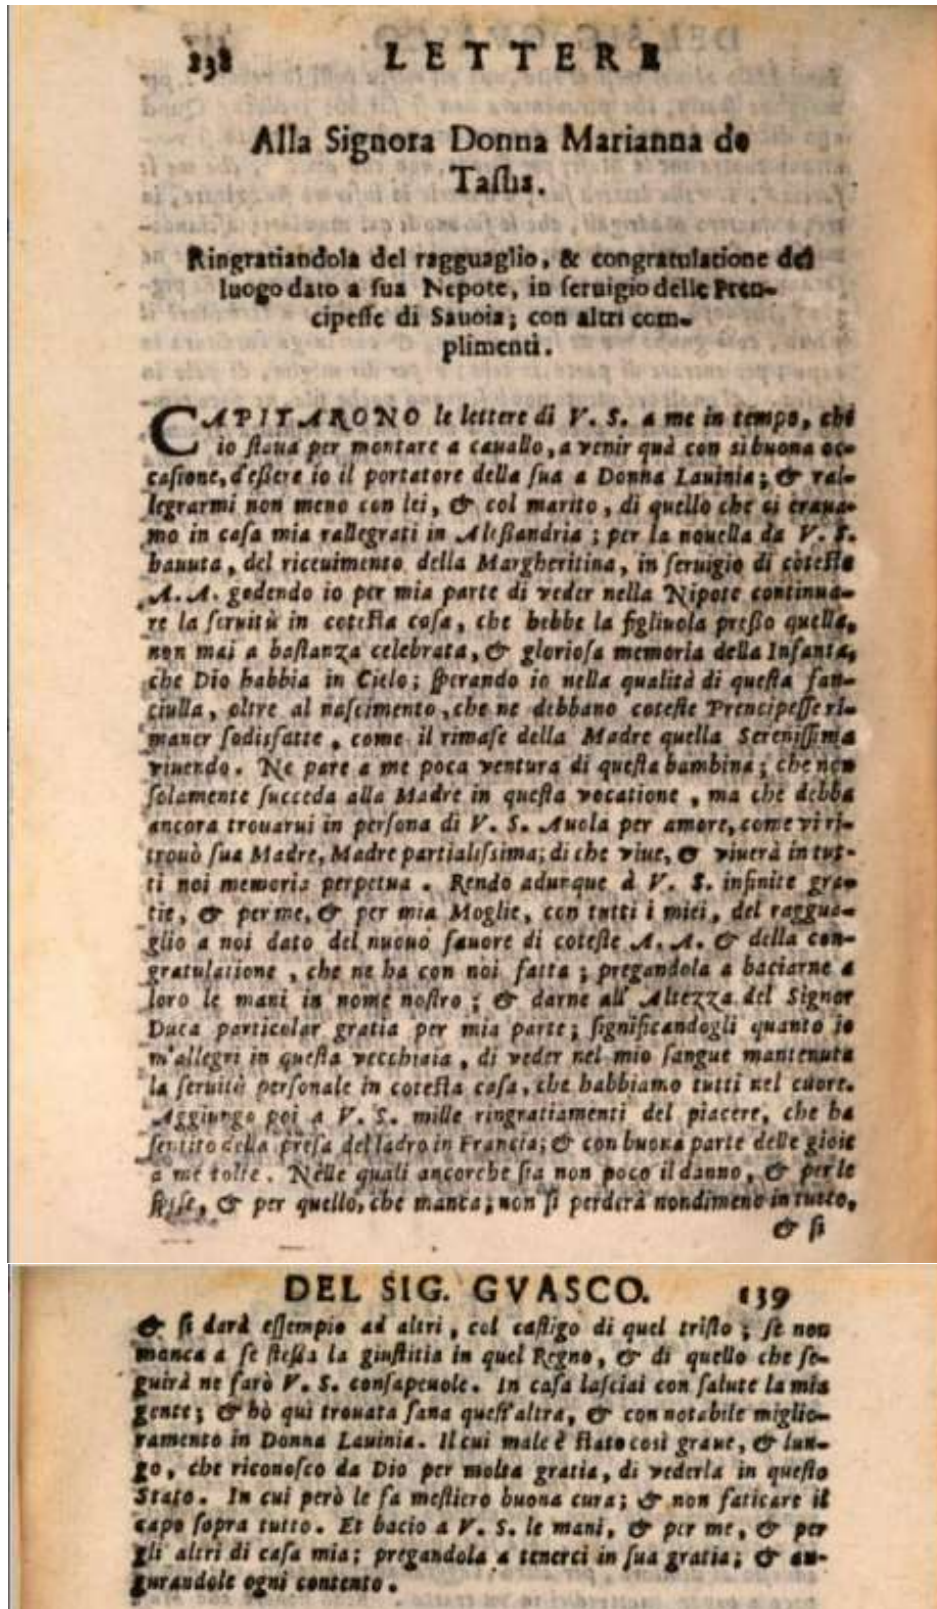 138 LETTERE
Alla Signora Donna Marianna de
Tassis.
Ringratiandola del ragguaglio, & congratulatione del
luogo dato a sua Nepote, in seruigio delle Pren-
cipesse di Sauoia; con altri com-
plimenti.
CAPITARONO le lettere di V. S. a me in tempo, che
io staua per montare a cauallo, a venir quà con sì buona oc-
casione, d'essere io il portatore della sua a Donna Lauinia; & ral-
legrarmi non meno con lei, & col marito, di quello che ci eraua-
mo in casa mia rallegrati in Alessandria; per la nouella da V. S.
hauuta, del riceuimento della Margheritina, in seruigio di coteste
A. A. godendo io per mia parte di veder nella Nipote continua-
re la seruitù in cotesta casa, che hebbe la figliuola presso quella,
non mai a bastanza celebrata, & gloriosa memoria della Infanta,
che Dio habbia in Cielo; sperando io nella qualità di questa fan-
ciulla, oltre al nascimento, che ne debbano coteste Prencipesse ri-
maner sodisfatte, come il rimase della Madre quella Serenissima
viuendo. Ne pare a me poca ventura di questa bambina; che non
solamente succeda alla Madre in questa vocatione, ma che debba
ancora trouarui in persona di V. S. Auola per amore, come vi ri-
trouò sua Madre, Madre partialissima; di che viue, & viuerà in tut-
ti noi memoria perpetua. Rendo adunque à V. S. infinite gra-
tie, & per me, & per mia Moglie, con tutti i miei, del raggua-
glio a noi dato del nuouo fauore di coteste A. A. & della con-
gratulatione, che ne ha con noi fatta; pregandola a baciarne a
loro le mani in nome nostro; & darne all' Altezza del Signor
Duca particolar gratia per mia parte; significandogli quanto io
m'allegri in questa vecchiaia, di veder nel mio sangue mantenuta
la seruitù personale in cotesta casa, che habbiamo tutti nel cuore.
Aggiungo poi a V. S. mille ringratiamenti del piacere, che ha
sentito della presa del ladro in Francia; & con buona parte delle gioie
a me tolte. Nelle quali ancorche sia non poco il danno, & per le
spese, & per quello, che manca; non si perderà nondimeno in tutto,
& si
DEL SIG. GVASCO. 139
& si darà essempio ad altri, col castigo di quel tristo; se non
manca a se stessa la giustitia in quel Regno, & di quello che se-
guirà ne farò V. S. consapeuole. In casa lasciai con salute la mia
gente; & hò quì trouata sana quest'altra, & con notabile miglio-
ramento in Donna Lauinia. Il cui male è stato così graue, & lun-
go, che riconosco da Dio per molta gratia, di vederla in questo
Stato. In cui però le fa mestiero buona cura; & non faticare il
capo sopra tutto. Et bacio a V. S. le mani, & per me, & per
gli altri di casa mia; pregandola a tenerci in sua gratia; & au-
gurandole ogni contento.